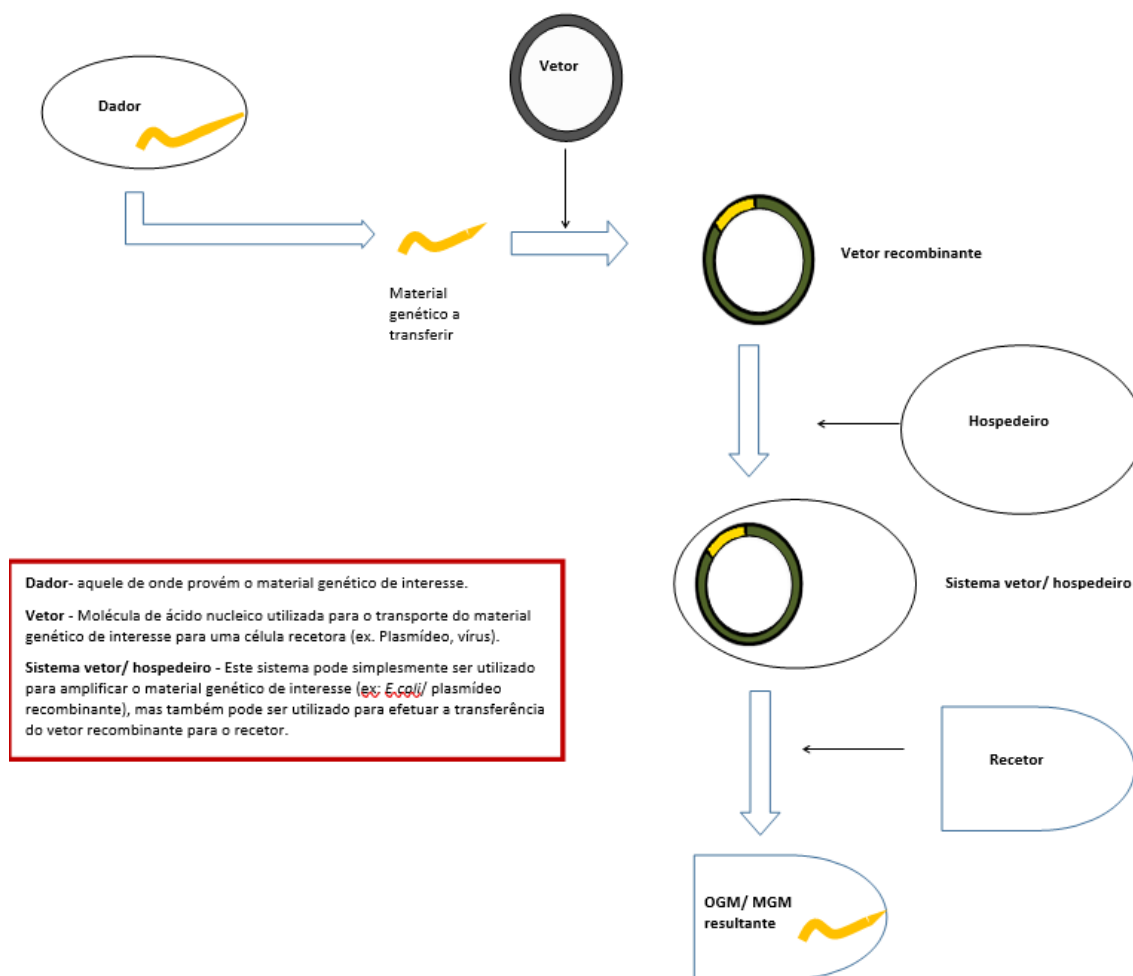 Vetor
Dador
Material
genético a
transferir
Vetor recombinante
Hospedeiro
Sistema vetor/ hospedeiro
Dador- aquele de onde provém o material genético de interesse.
Vetor - Molécula de ácido nucleico utilizada para o transporte do material
genético de interesse para uma célula recetora (ex. Plasmídeo, vírus).
Sistema vetor/ hospedeiro - Este sistema pode simplesmente ser utilizado
para amplificar o material genético de interesse (ex: E.coli/ plasmídeo
recombinante), mas também pode ser utilizado para efetuar a transferência
do vetor recombinante para o recetor.
Recetor
OGM/ MGM
resultante